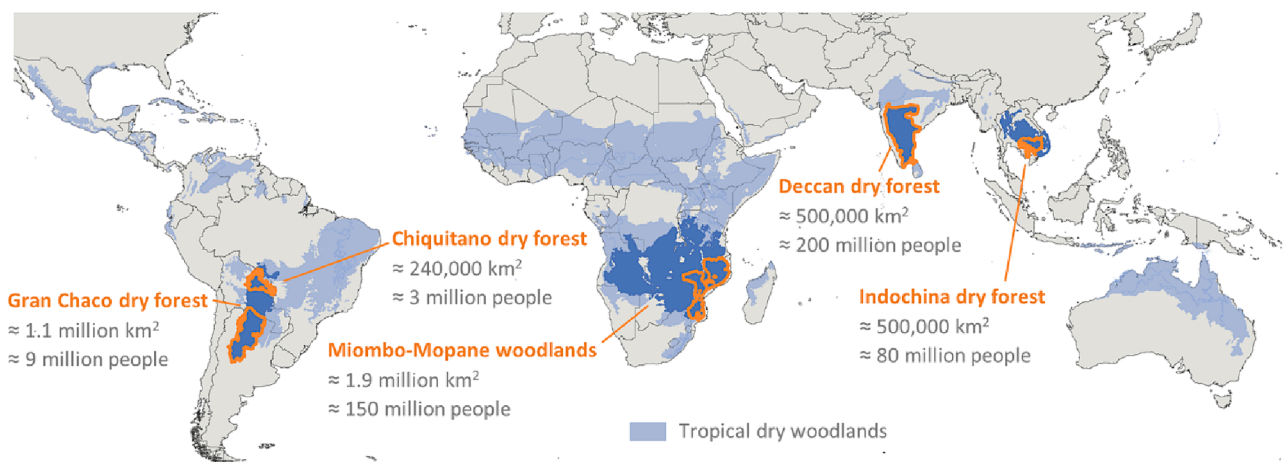 Gran Chaco dry forest
≈ 1.1 million km²
≈ 9 million people
Chiquitano dry forest
≈ 240,000 km²
≈ 3 million people
Miombo-Mopane woodlands
≈ 1.9 million km²
≈ 150 million people
Deccan dry forest
≈ 500,000 km²
≈ 200 million people
Indochina dry forest
≈ 500,000 km²
≈ 80 million people
Tropical dry woodlands